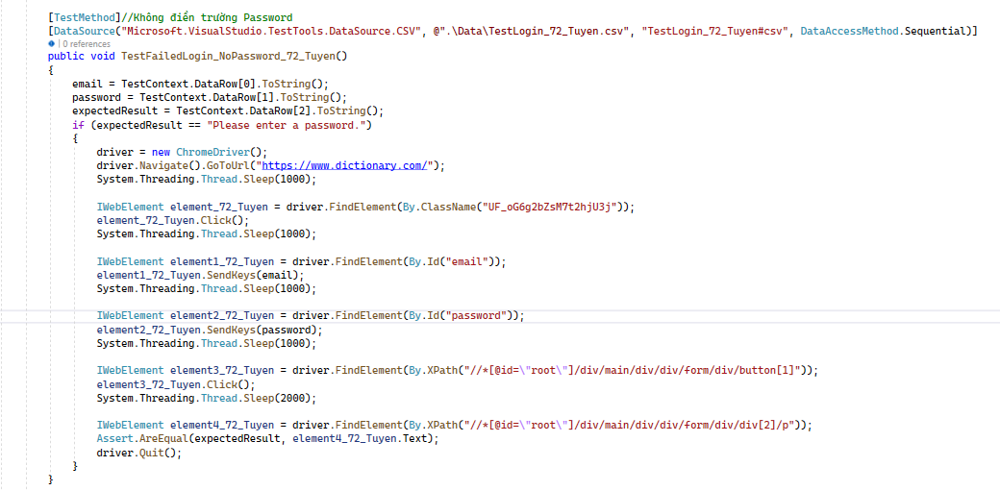 [TestMethod]//Không điền trường Password
[DataSource("Microsoft.VisualStudio.TestTools.DataSource.CSV", @".\Data\TestLogin_72_Tuyen.csv", "TestLogin_72_Tuyen#csv", DataAccessMethod.Sequential)]
| 0 references
public void TestFailedLogin_NoPassword_72_Tuyen()
{
email = TestContext.DataRow[0].ToString();
password = TestContext.DataRow[1].ToString();
expectedResult = TestContext.DataRow[2].ToString();
if (expectedResult == "Please enter a password.")
{
driver = new ChromeDriver();
driver.Navigate().GoToUrl("https://www.dictionary.com/");
System.Threading.Thread.Sleep(1000);
IWebElement element_72_Tuyen = driver.FindElement(By.ClassName("UF_oG6g2bZsM7t2hjU3j"));
element_72_Tuyen.Click();
System.Threading.Thread.Sleep(1000);
IWebElement element1_72_Tuyen = driver.FindElement(By.Id("email"));
element1_72_Tuyen.SendKeys(email);
System.Threading.Thread.Sleep(1000);
IWebElement element2_72_Tuyen = driver.FindElement(By.Id("password"));
element2_72_Tuyen.SendKeys(password);
System.Threading.Thread.Sleep(1000);
IWebElement element3_72_Tuyen = driver.FindElement(By.XPath("//*[@id=\"root\"]/div/main/div/div/form/div/button[1]"));
element3_72_Tuyen.Click();
System.Threading.Thread.Sleep(2000);
IWebElement element4_72_Tuyen = driver.FindElement(By.XPath("//*[@id=\"root\"]/div/main/div/div/form/div/div[2]/p"));
Assert.AreEqual(expectedResult, element4_72_Tuyen.Text);
driver.Quit();
}
}